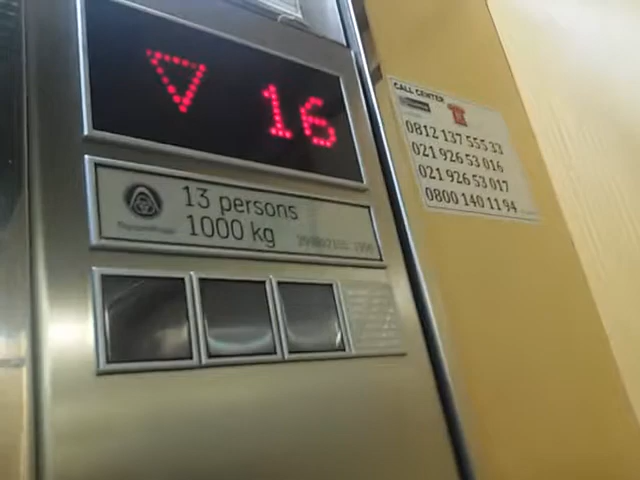 16
13 persons
1000 kg
CALL CENTER
0812 137 555 33
021 926 53 016
021 926 53 017
0800 140 11 94